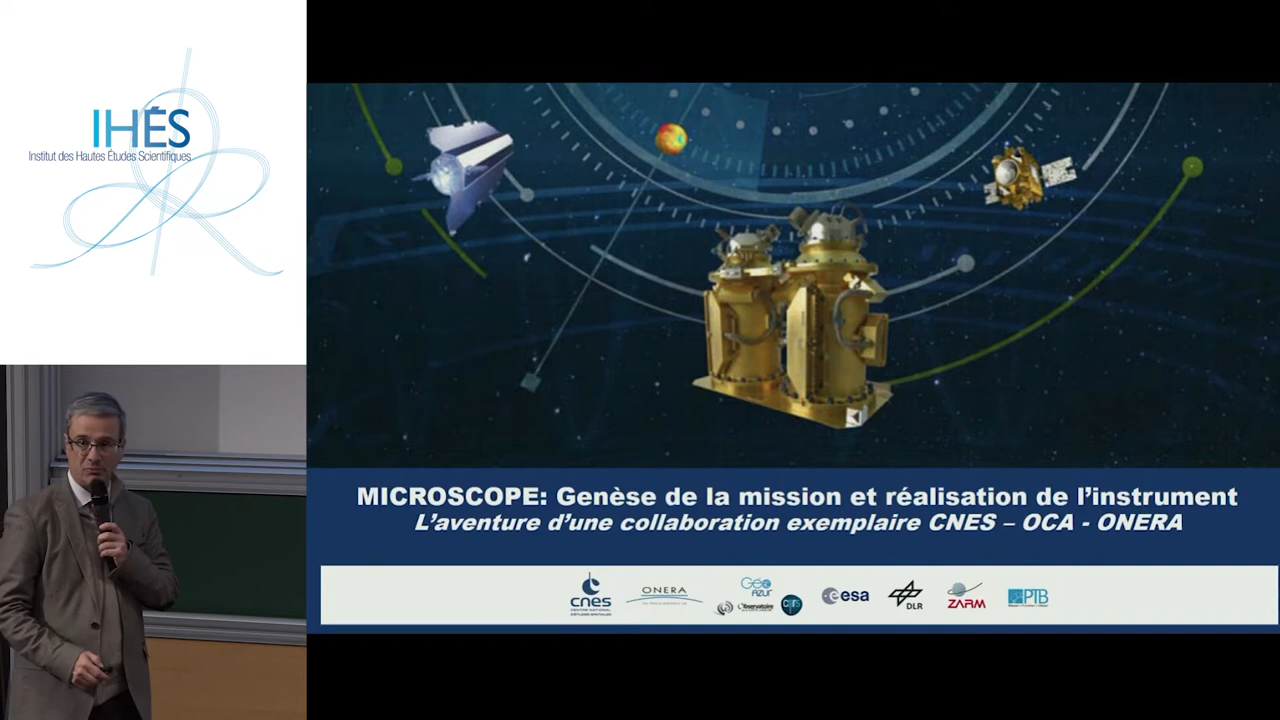 IHÉS
Institut des Hautes Études Scientifiques
MICROSCOPE: Genèse de la mission et réalisation de l'instrument
L'aventure d'une collaboration exemplaire CNES – OCA - ONERA
cnes
CENTRE NATIONAL
D'ÉTUDES SPATIALES
ONERA
Géo
AZUR
Observatoire
cnrs
esa
DLR
ZARM
PTB